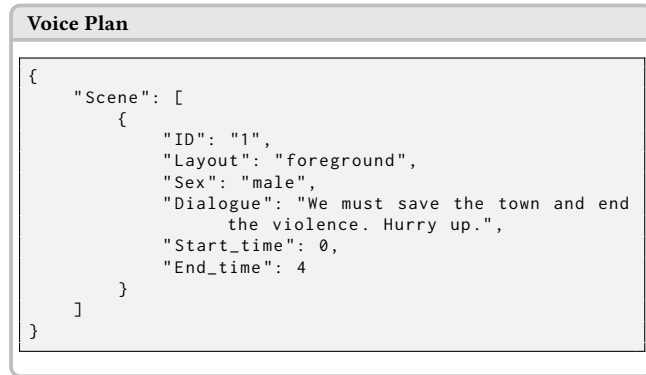 Voice Plan
{
"Scene": [
{
"ID": "1",
"Layout": "foreground",
"Sex": "male",
"Dialogue": "We must save the town and end
the violence. Hurry up.",
"Start_time": 0,
"End_time": 4
}
]
}